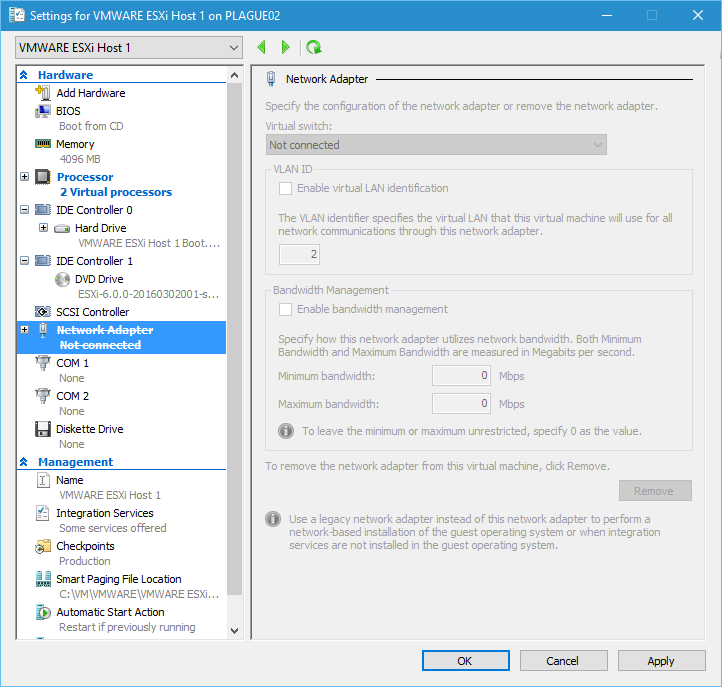 Settings for VMWARE ESXi Host 1 on PLAGUE02
VMWARE ESXi Host 1
Hardware
Add Hardware
BIOS
Boot from CD
Memory
4096 MB
Processor
2 Virtual processors
IDE Controller 0
Hard Drive
VMWARE ESXi Host 1 Boot....
IDE Controller 1
DVD Drive
ESXi-6.0.0-20160302001-s...
SCSI Controller
Network Adapter
Not connected
COM 1
None
COM 2
None
Diskette Drive
None
Management
Name
VMWARE ESXi Host 1
Integration Services
Some services offered
Checkpoints
Production
Smart Paging File Location
C:\VM\VMWARE\VMWARE ESXi...
Automatic Start Action
Restart if previously running
Network Adapter
Specify the configuration of the network adapter or remove the network adapter.
Virtual switch:
Not connected
VLAN ID
Enable virtual LAN identification
The VLAN identifier specifies the virtual LAN that this virtual machine will use for all
network communications through this network adapter.
2
Bandwidth Management
Enable bandwidth management
Specify how this network adapter utilizes network bandwidth. Both Minimum
Bandwidth and Maximum Bandwidth are measured in Megabits per second.
Minimum bandwidth: 0 Mbps
Maximum bandwidth: 0 Mbps
To leave the minimum or maximum unrestricted, specify 0 as the value.
To remove the network adapter from this virtual machine, click Remove.
Remove
Use a legacy network adapter instead of this network adapter to perform a
network-based installation of the guest operating system or when integration
services are not installed in the guest operating system.
OK Cancel Apply